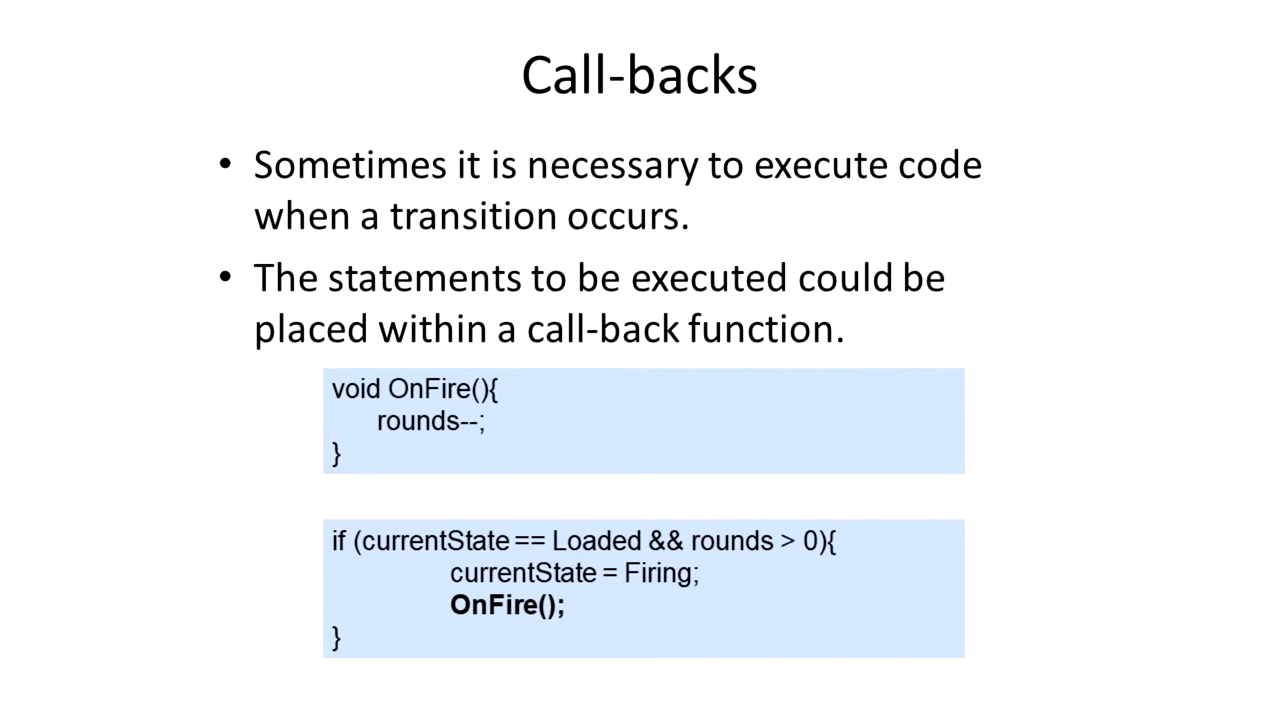 Call-backs
• Sometimes it is necessary to execute code
when a transition occurs.
• The statements to be executed could be
placed within a call-back function.
void OnFire(){
rounds--;
}
if (currentState == Loaded && rounds > 0){
currentState = Firing;
OnFire();
}